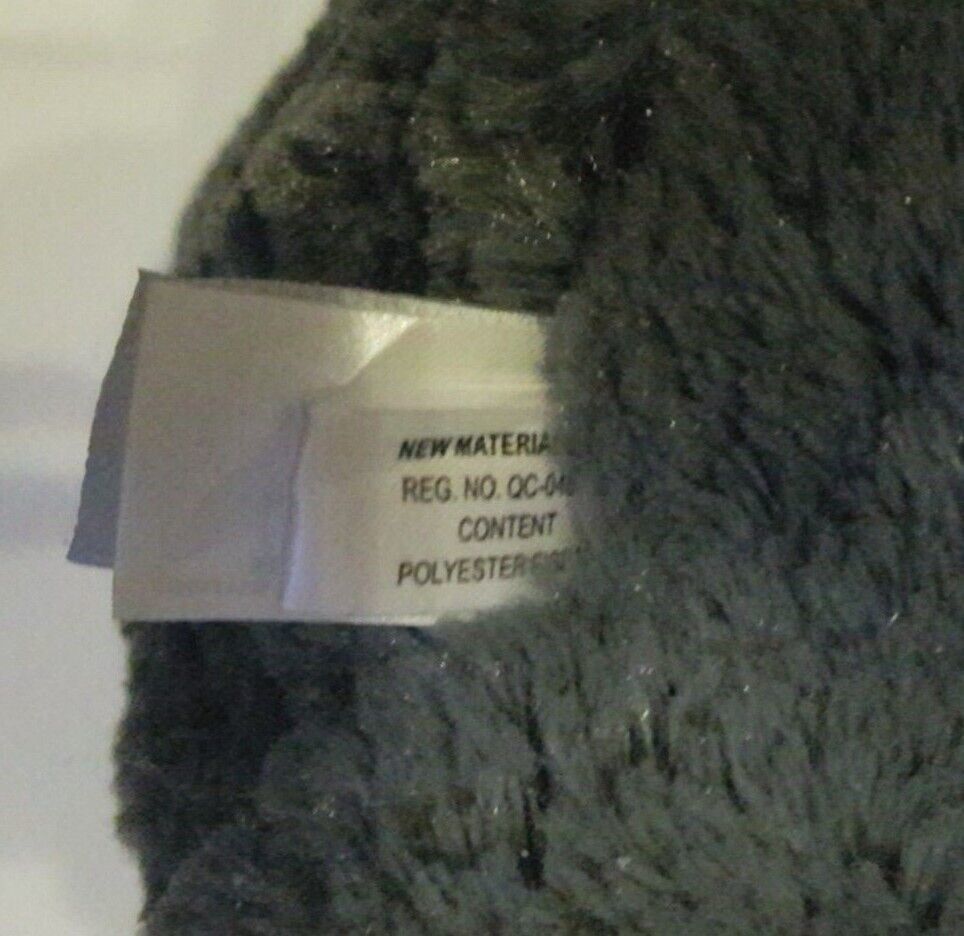 NEW MATERIA
REG. NO. QC-04
CONTENT
POLYESTER